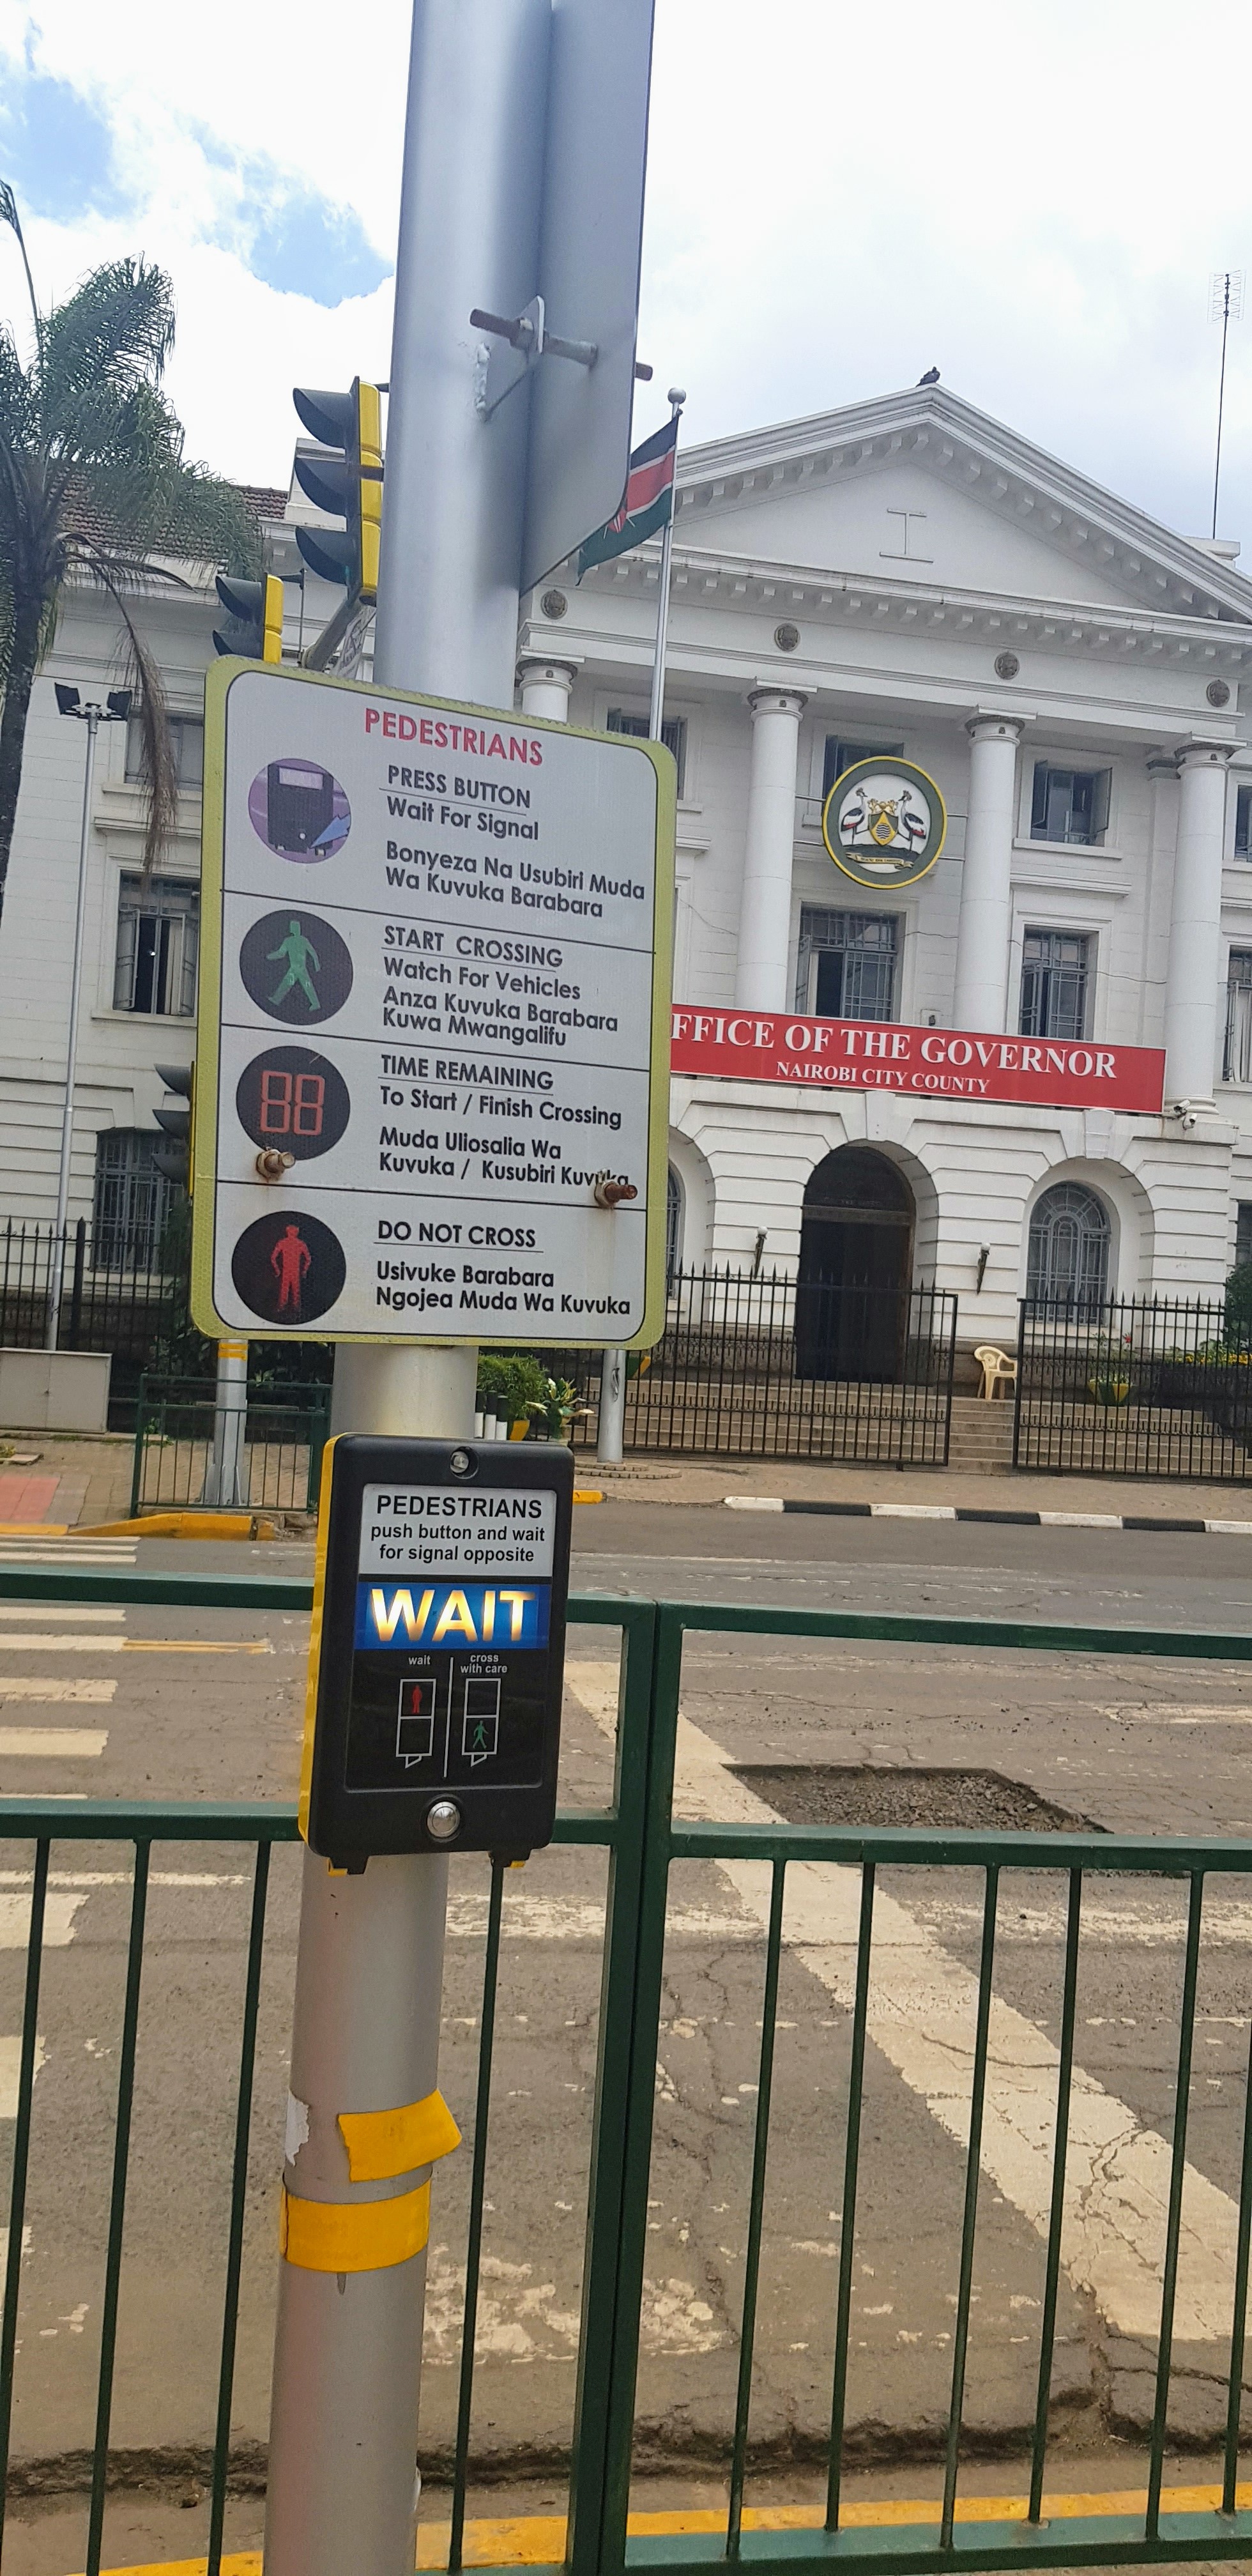 PEDESTRIANS
PRESS BUTTON
Wait For Signal
Bonyeza Na Usubiri Muda
Wa Kuvuka Barabara
START CROSSING
Watch For Vehicles
Anza Kuvuka Barabara
Kuwa Mwangalifu
88
TIME REMAINING
To Start / Finish Crossing
Muda Uliosalia Wa
Kuvuka / Kusubiri Kuvuka
DO NOT CROSS
Usivuke Barabara
Ngojea Muda Wa Kuvuka
FFICE OF THE GOVERNOR
NAIROBI CITY COUNTY
PEDESTRIANS
push button and wait
for signal opposite
WAIT
wait
cross
with care